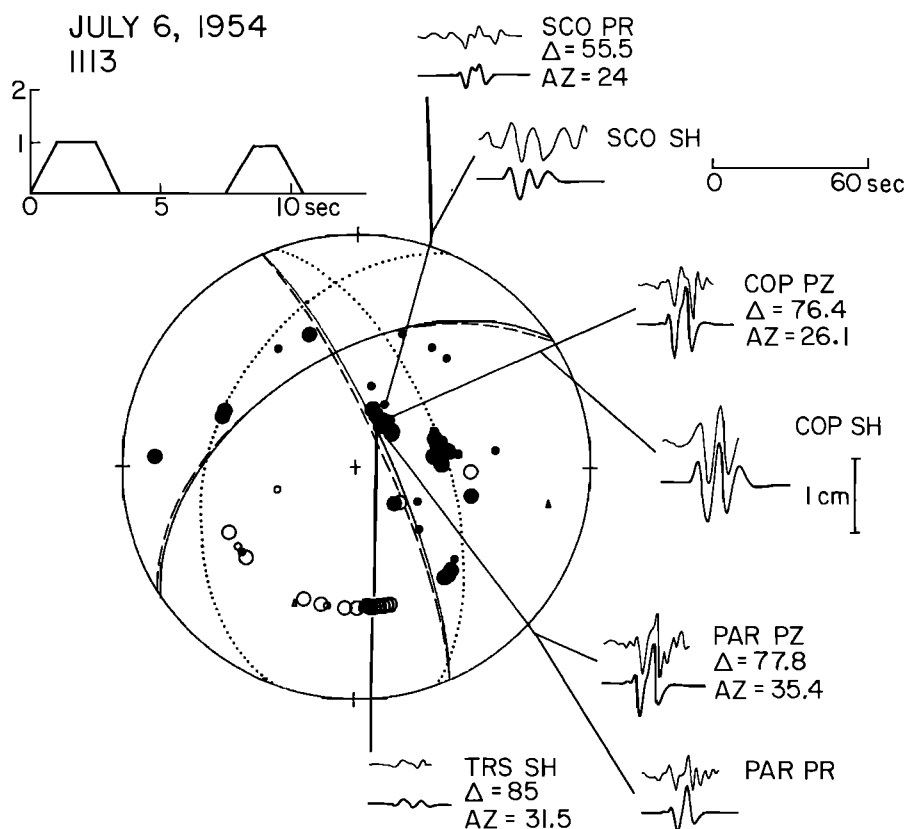 JULY 6, 1954
1113
2
1
0 5 10 sec
SCO PR
Δ = 55.5
AZ = 24
SCO SH
0 60 sec
COP PZ
Δ = 76.4
AZ = 26.1
COP SH
1 cm
PAR PZ
Δ = 77.8
AZ = 35.4
PAR PR
TRS SH
Δ = 85
AZ = 31.5